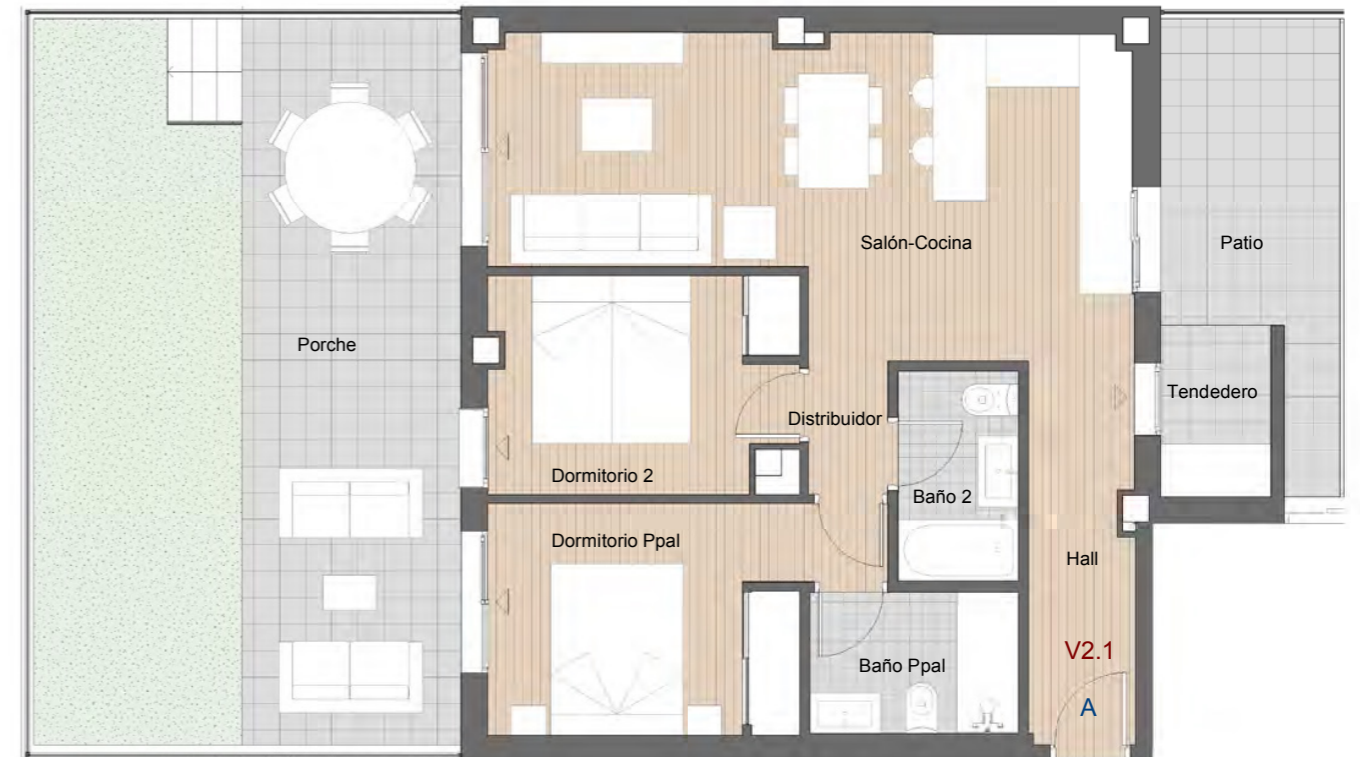 Salón-Cocina
Patio
Porche
Tendedero
Distribuidor
Dormitorio 2
Baño 2
Dormitorio Ppal
Hall
V2.1
Baño Ppal
A